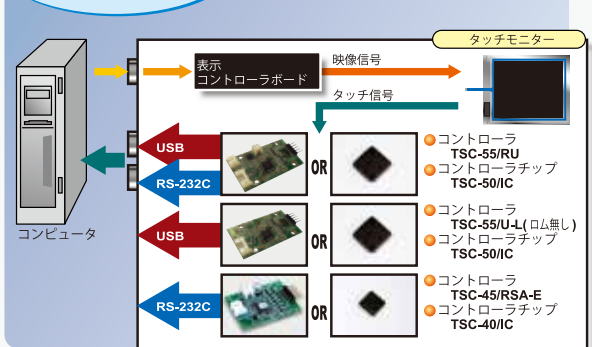 タッチモニター
表示
コントローラボード
映像信号
タッチ信号
コンピュータ
USB
RS-232C
OR
コントローラ
TSC-55/RU
コントローラチップ
TSC-50/IC
USB
OR
コントローラ
TSC-55/U-L(ロム無し)
コントローラチップ
TSC-50/IC
RS-232C
OR
コントローラ
TSC-45/RSA-E
コントローラチップ
TSC-40/IC